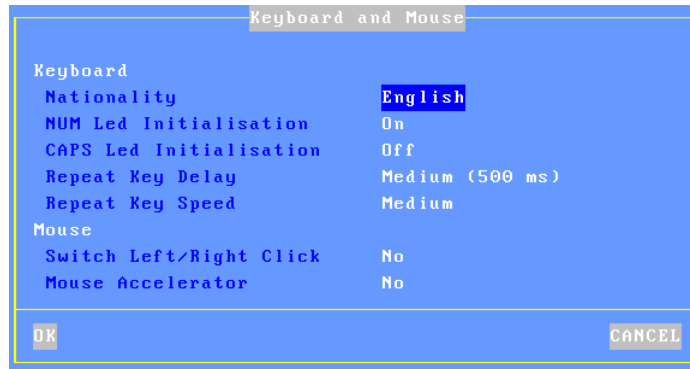 Keyboard and Mouse
Keyboard
Nationality English
NUM Led Initialisation On
CAPS Led Initialisation Off
Repeat Key Delay Medium (500 ms)
Repeat Key Speed Medium
Mouse
Switch Left/Right Click No
Mouse Accelerator No
OK CANCEL